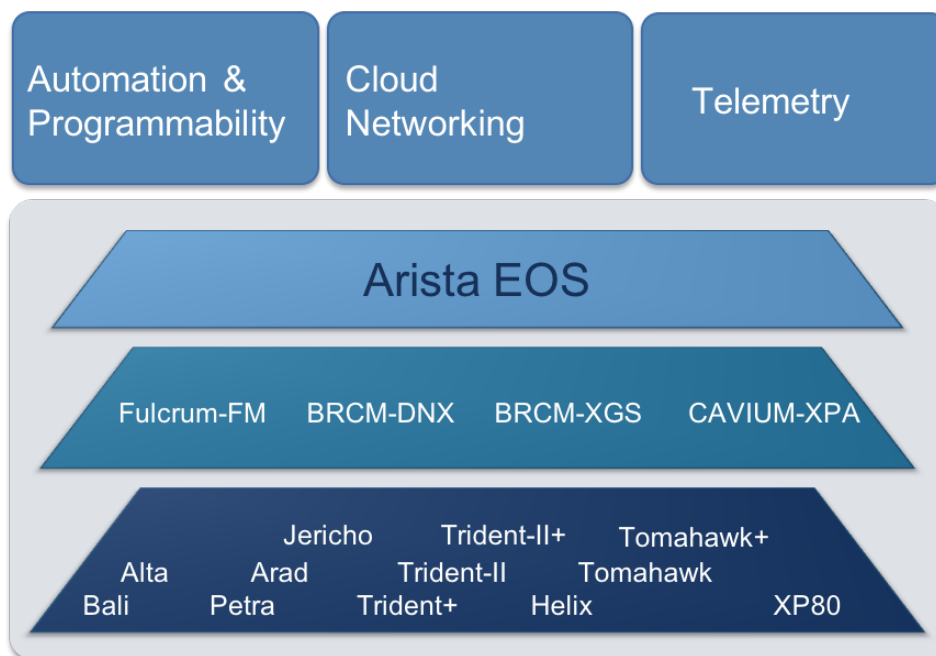 Automation &
Programmability
Cloud
Networking
Telemetry
Arista EOS
Fulcrum-FM BRCM-DNX BRCM-XGS CAVIUM-XPA
Jericho Trident-II+ Tomahawk+
Alta Arad Trident-II Tomahawk
Bali Petra Trident+ Helix XP80